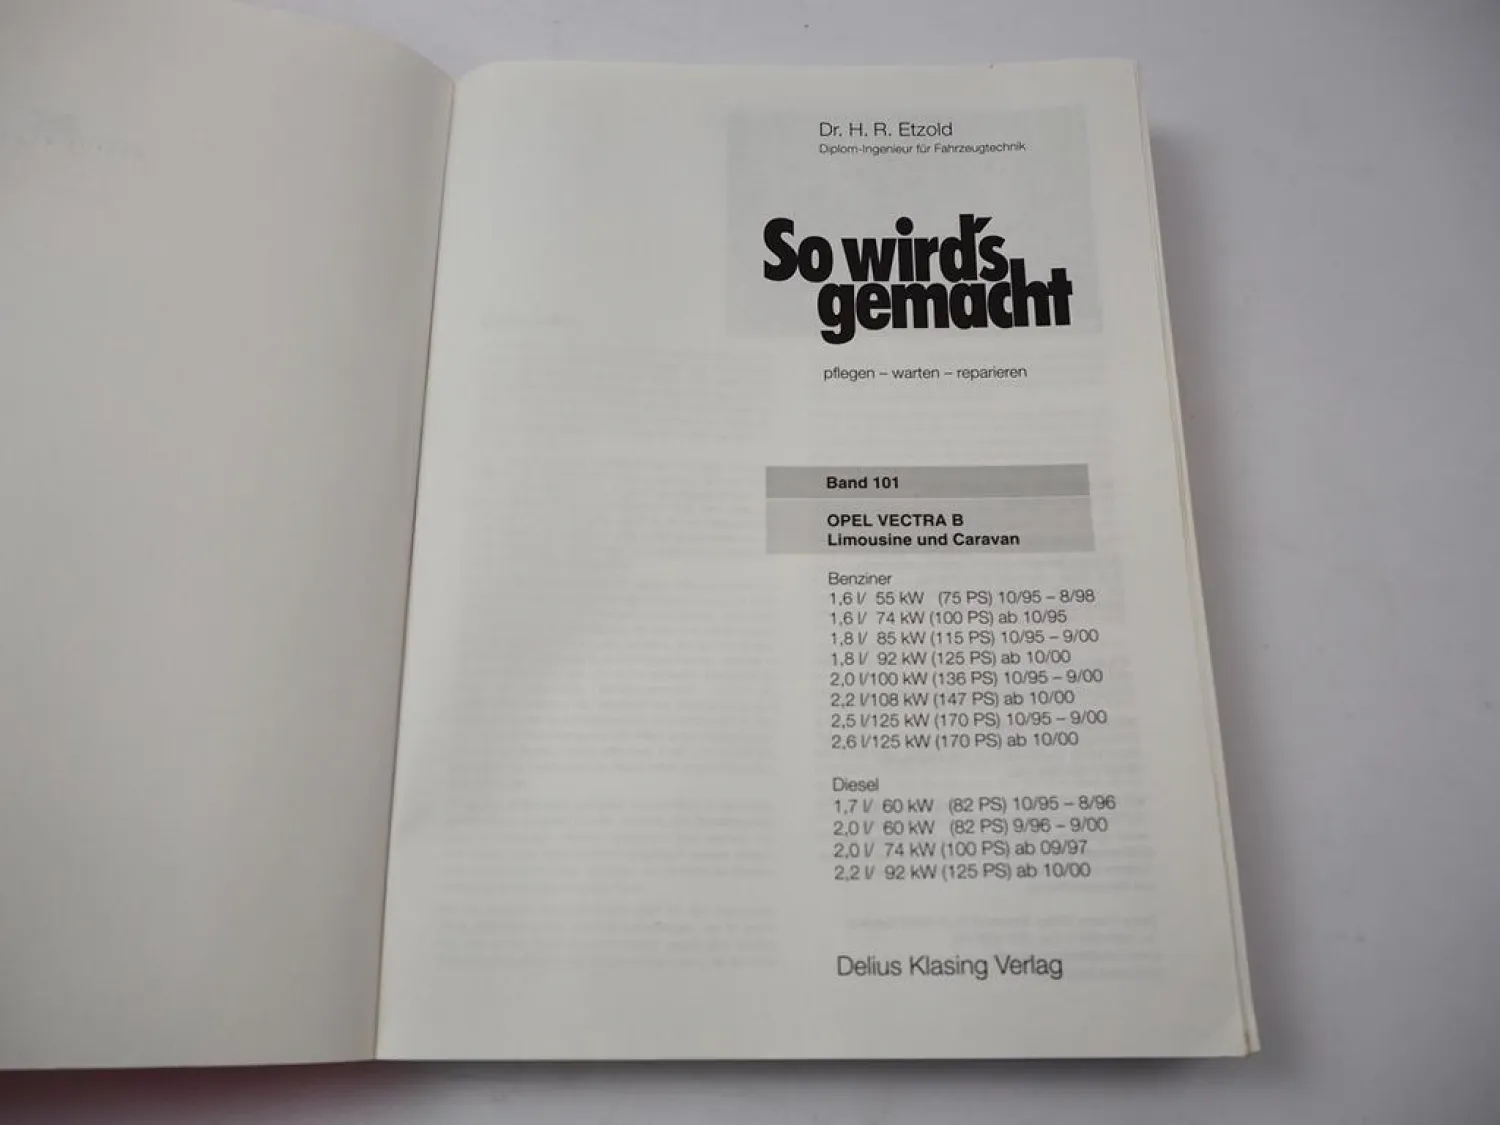 Dr. H. R. Etzold
Diplom-Ingenieur für Fahrzeugtechnik
So wird's
gemacht
pflegen – warten – reparieren
Band 101
OPEL VECTRA B
Limousine und Caravan
Benziner
1,6 l/ 55 kW (75 PS) 10/95 – 8/98
1,6 l/ 74 kW (100 PS) ab 10/95
1,8 l/ 85 kW (115 PS) 10/95 – 9/00
1,8 l/ 92 kW (125 PS) ab 10/00
2,0 l/100 kW (136 PS) 10/95 – 9/00
2,2 l/108 kW (147 PS) ab 10/00
2,5 l/125 kW (170 PS) 10/95 – 9/00
2,6 l/125 kW (170 PS) ab 10/00
Diesel
1,7 l/ 60 kW (82 PS) 10/95 – 8/96
2,0 l/ 60 kW (82 PS) 9/96 – 9/00
2,0 l/ 74 kW (100 PS) ab 09/97
2,2 l/ 92 kW (125 PS) ab 10/00
Delius Klasing Verlag